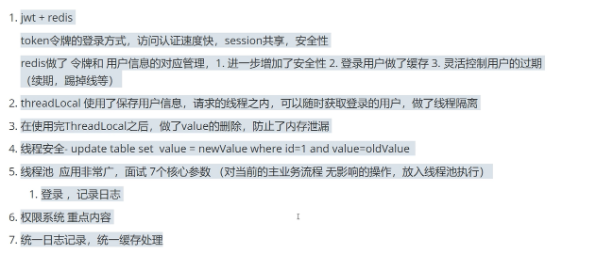 1. jwt + redis
token令牌的登录方式，访问认证速度快，session共享，安全性
redis做了 令牌和 用户信息的对应管理，1. 进一步增加了安全性 2. 登录用户做了缓存 3. 灵活控制用户的过期
（续期，踢掉线等）
2. threadLocal 使用了保存用户信息，请求的线程之内，可以随时获取登录的用户，做了线程隔离
3. 在使用完ThreadLocal之后，做了value的删除，防止了内存泄漏
4. 线程安全- update table set value = newValue where id=1 and value=oldValue
5. 线程池 应用非常广，面试 7个核心参数 （对当前的主业务流程 无影响的操作，放入线程池执行）
1. 登录 ，记录日志
6. 权限系统 重点内容
7. 统一日志记录，统一缓存处理